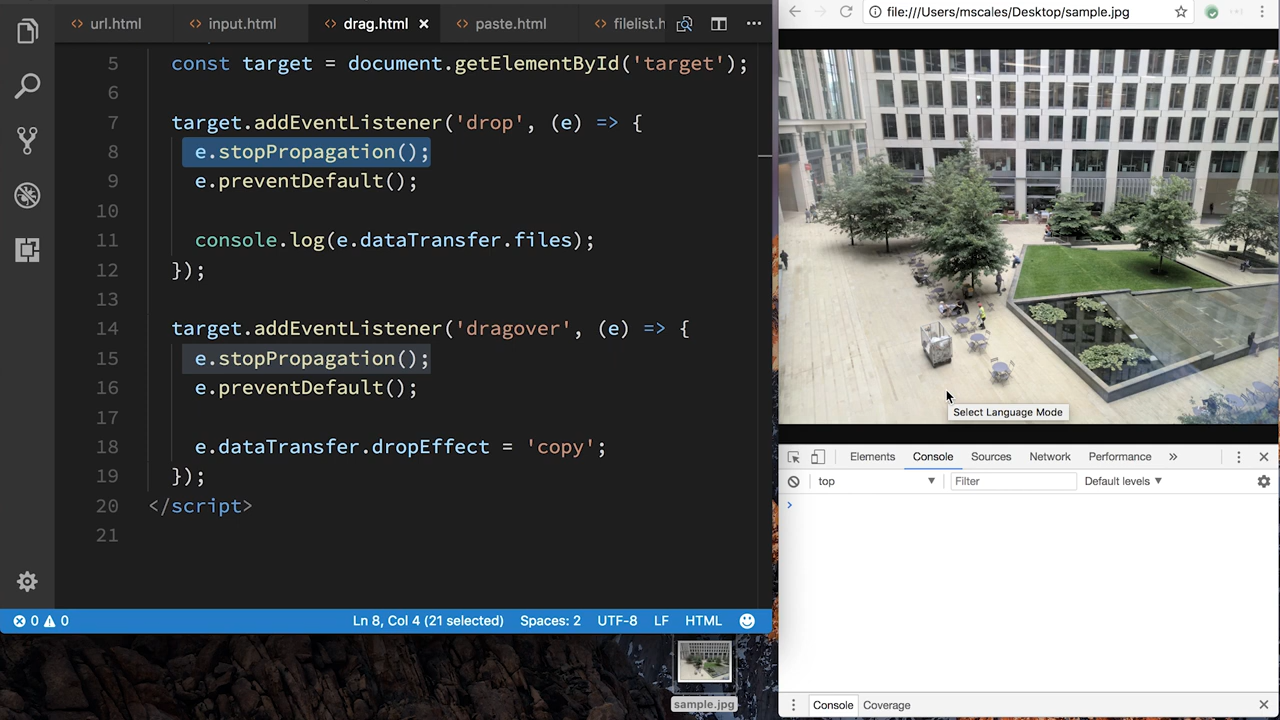 url.html
input.html
drag.html
paste.html
filelist.h
file:///Users/mscales/Desktop/sample.jpg
5 const target = document.getElementById('target');
6
7 target.addEventListener('drop', (e) => {
8 e.stopPropagation();
9 e.preventDefault();
10
11 console.log(e.dataTransfer.files);
12 });
13
14 target.addEventListener('dragover', (e) => {
15 e.stopPropagation();
16 e.preventDefault();
17
18 e.dataTransfer.dropEffect = 'copy';
19 });
20 </script>
21
0 0
Ln 8, Col 4 (21 selected)
Spaces: 2
UTF-8
LF
HTML
sample.jpg
Select Language Mode
Elements
Console
Sources
Network
Performance
»
top
Filter
Default levels
Console
Coverage